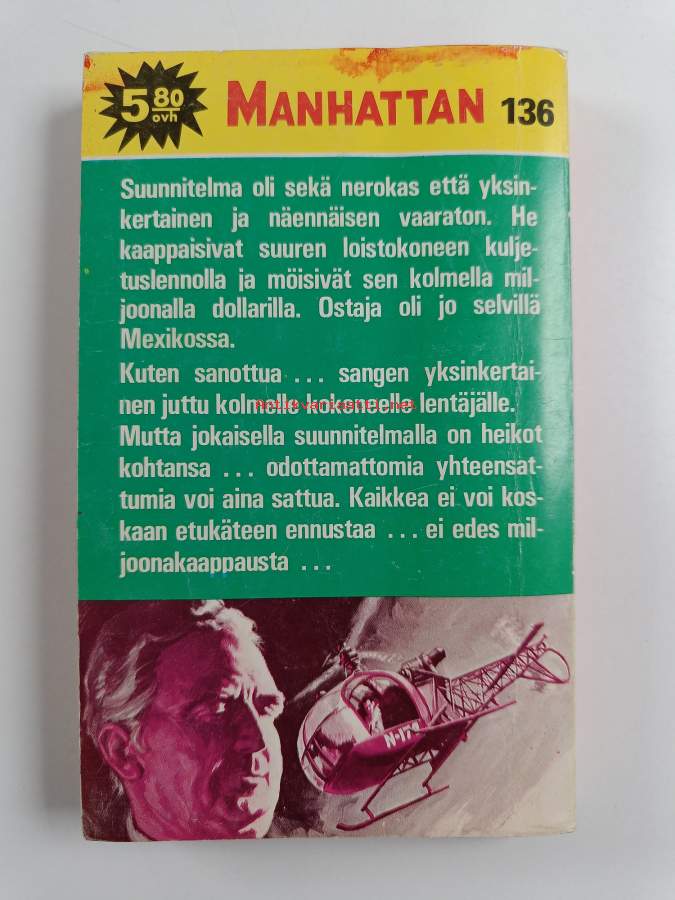 5 80
ovh
MANHATTAN 136
Suunnitelma oli sekä nerokas että yksin-
kertainen ja näennäisen vaaraton. He
kaappaisivat suuren loistokoneen kulje-
tuslennolla ja möisivät sen kolmella mil-
joonalla dollarilla. Ostaja oli jo selvillä
Mexikossa.
Kuten sanottua ... sangen yksinkertai-
nen juttu kolmelle kokeneelle lentäjälle.
Antikvariaatti.net
Mutta jokaisella suunnitelmalla on heikot
kohtansa ... odottamattomia yhteensat-
tumia voi aina sattua. Kaikkea ei voi kos-
kaan etukäteen ennustaa ... ei edes mil-
joonakaappausta ...